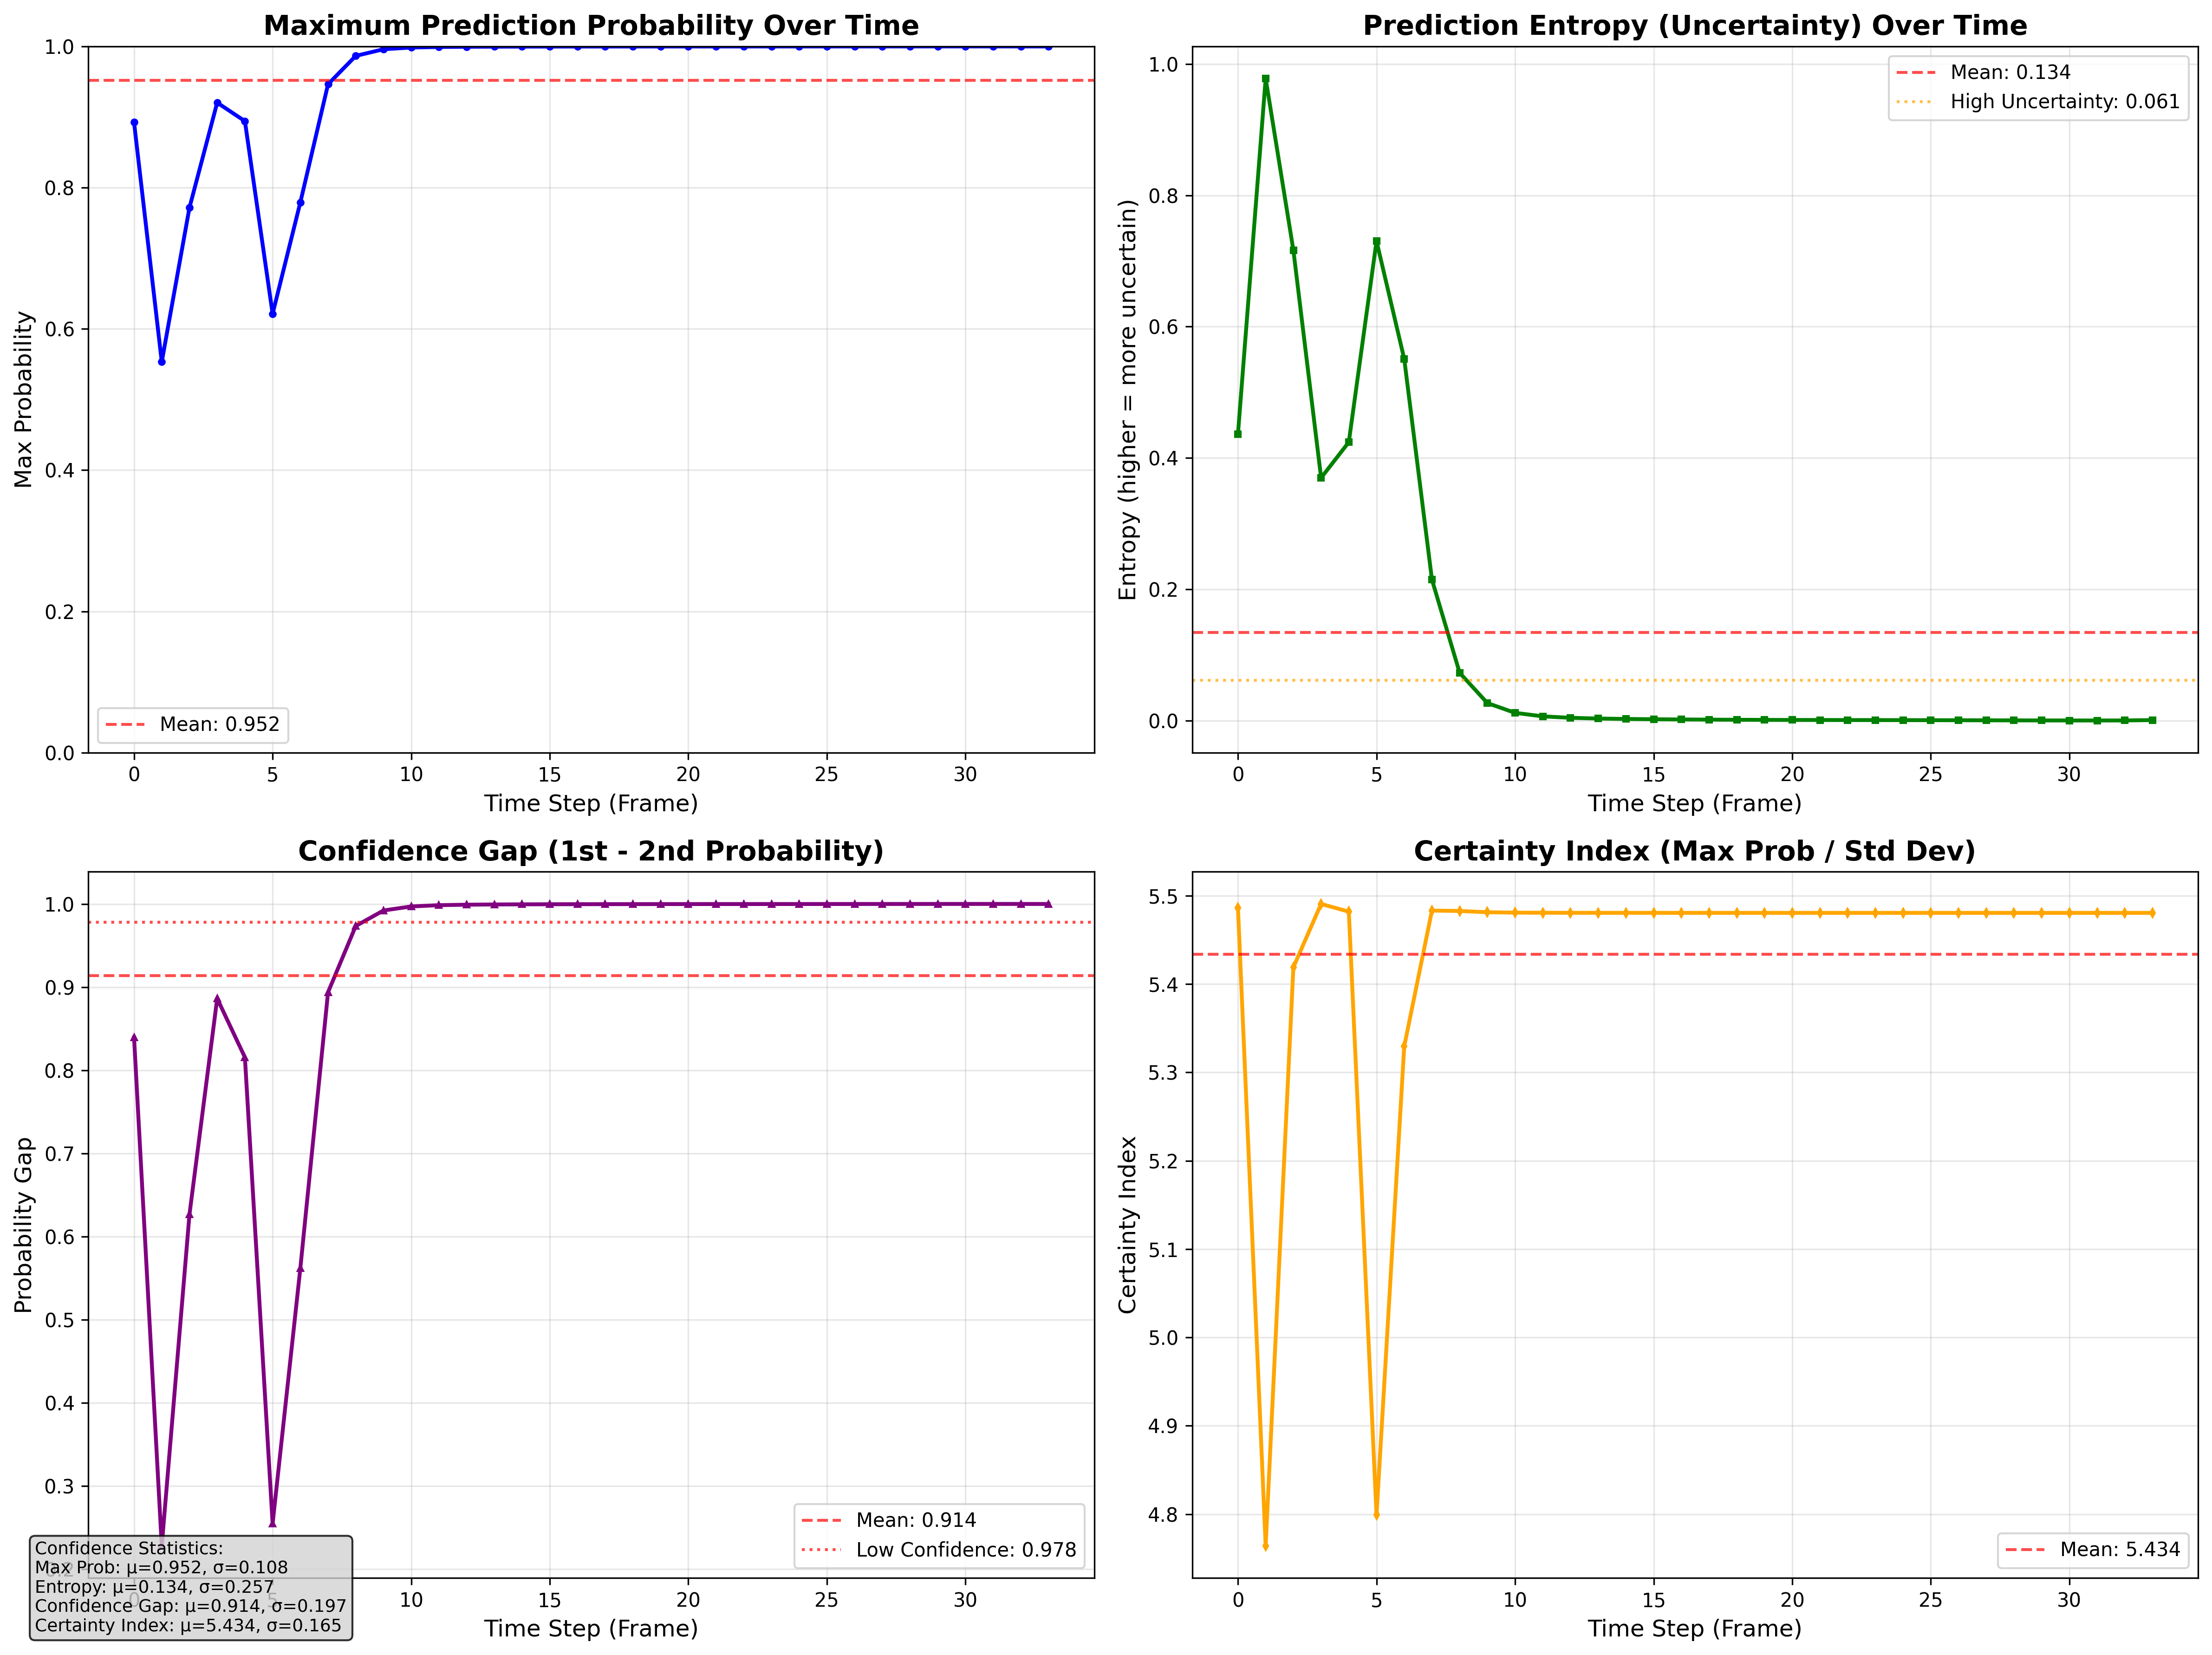 Maximum Prediction Probability Over Time
Max Probability
1.0
0.8
0.6
0.4
0.2
0.0
Mean: 0.952
0 5 10 15 20 25 30
Time Step (Frame)
Prediction Entropy (Uncertainty) Over Time
Entropy (higher = more uncertain)
1.0
0.8
0.6
0.4
0.2
0.0
Mean: 0.134
High Uncertainty: 0.061
0 5 10 15 20 25 30
Time Step (Frame)
Confidence Gap (1st - 2nd Probability)
Probability Gap
1.0
0.9
0.8
0.7
0.6
0.5
0.4
0.3
0.2
Mean: 0.914
Low Confidence: 0.978
0 5 10 15 20 25 30
Time Step (Frame)
Confidence Statistics:
Max Prob: μ=0.952, σ=0.108
Entropy: μ=0.134, σ=0.257
Confidence Gap: μ=0.914, σ=0.197
Certainty Index: μ=5.434, σ=0.165
Certainty Index (Max Prob / Std Dev)
Certainty Index
5.5
5.4
5.3
5.2
5.1
5.0
4.9
4.8
Mean: 5.434
0 5 10 15 20 25 30
Time Step (Frame)